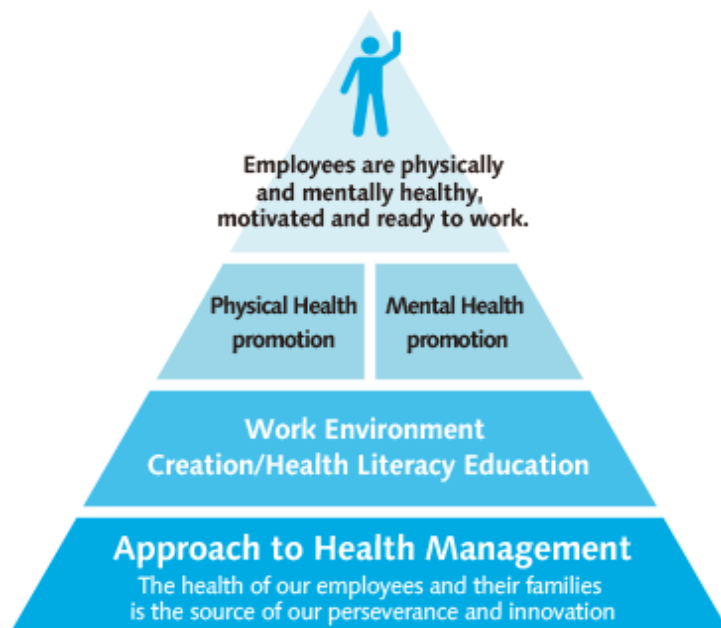 Employees are physically
and mentally healthy,
motivated and ready to work.
Physical Health
promotion
Mental Health
promotion
Work Environment
Creation/Health Literacy Education
Approach to Health Management
The health of our employees and their families
is the source of our perseverance and innovation